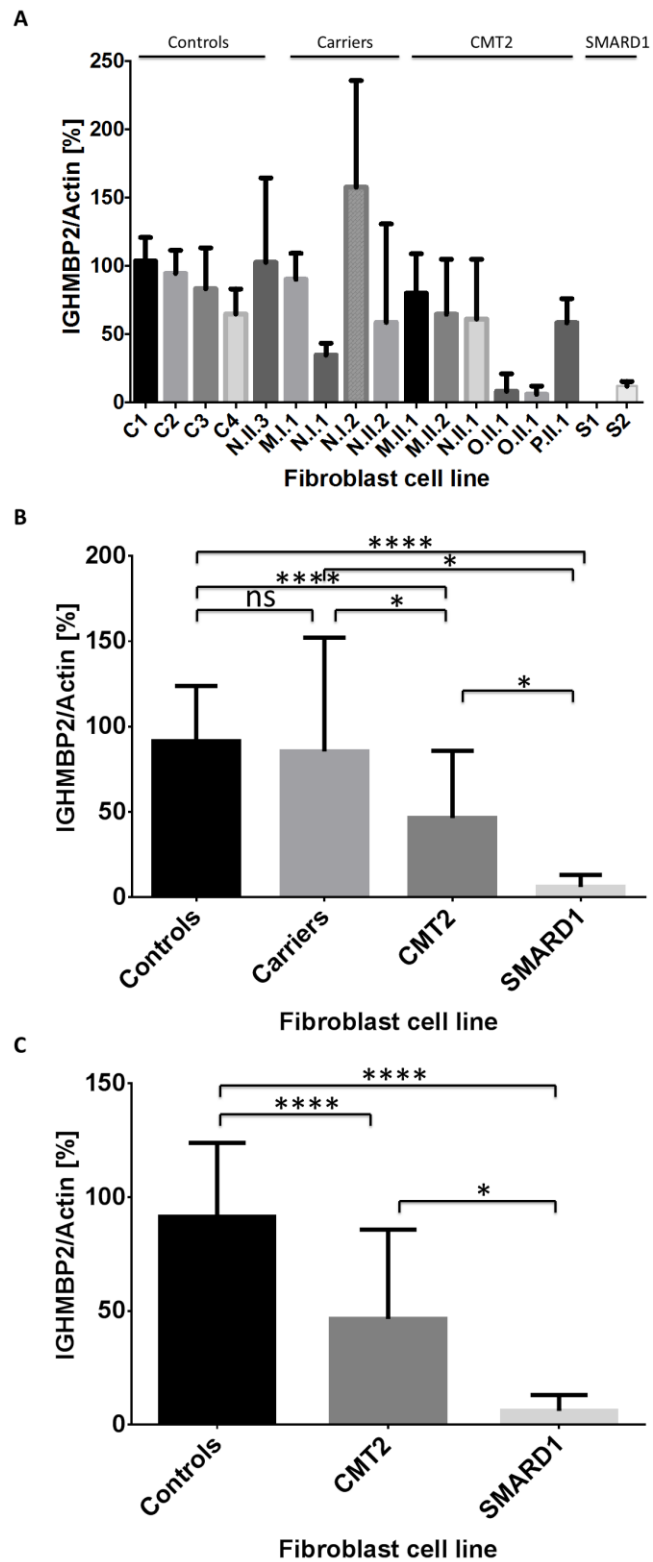 A
Controls Carriers CMT2 SMARD1
IGHMBP2/Actin [%]
250
200
150
100
50
0
C1 C2 C3 C4 N.II.3 M.I.1 N.I.1 N.I.2 N.II.2 M.II.1 M.II.2 N.II.1 O.II.1 O.II.1 P.II.1 S1 S2
Fibroblast cell line
B
IGHMBP2/Actin [%]
200
150
100
50
0
****
*
****
ns *
*
Controls Carriers CMT2 SMARD1
Fibroblast cell line
C
IGHMBP2/Actin [%]
150
100
50
0
****
****
*
Controls CMT2 SMARD1
Fibroblast cell line